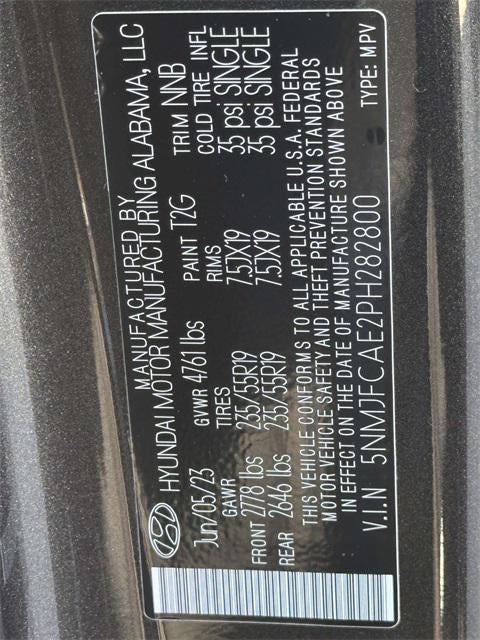 MANUFACTURED BY
HYUNDAI MOTOR MANUFACTURING ALABAMA, LLC
Jun/05/23 GVWR 4761 lbs PAINT T2G TRIM NNB
GAWR TIRES RIMS COLD TIRE INFL
FRONT 2778 lbs 235/55R19 7.5JX19 35 psi SINGLE
REAR 2646 lbs 235/55R19 7.5JX19 35 psi SINGLE
THIS VEHICLE CONFORMS TO ALL APPLICABLE U.S.A. FEDERAL
MOTOR VEHICLE SAFETY AND THEFT PREVENTION STANDARDS
IN EFFECT ON THE DATE OF MANUFACTURE SHOWN ABOVE
V.I.N 5NMJFCAE2PH282800 TYPE: MPV